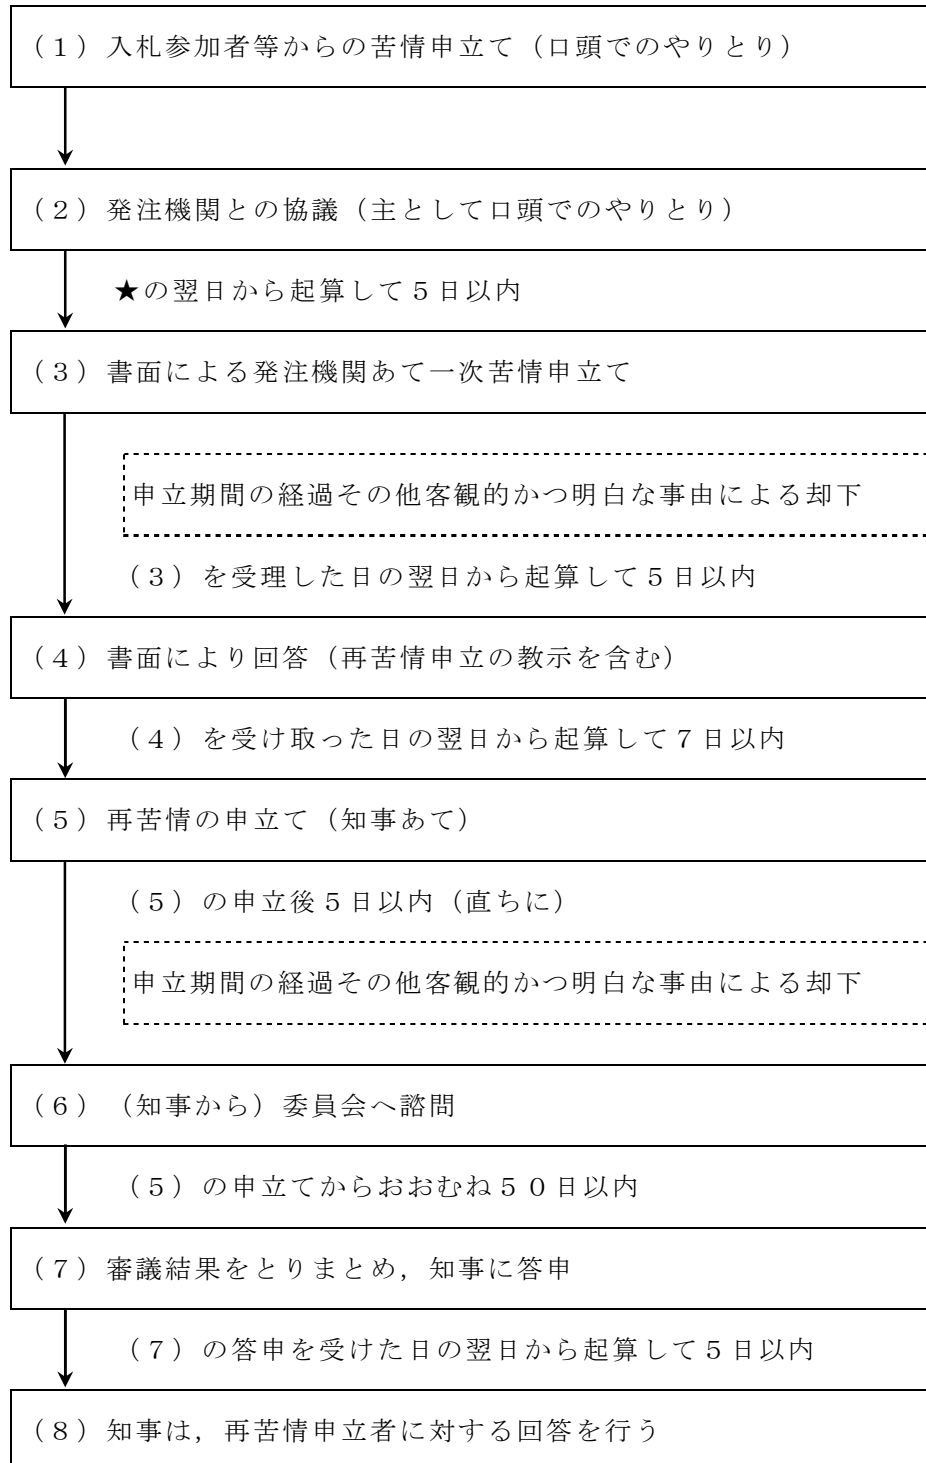 （１）入札参加者等からの苦情申立て（口頭でのやりとり）
（２）発注機関との協議（主として口頭でのやりとり）
★の翌日から起算して５日以内
（３）書面による発注機関あて一次苦情申立て
申立期間の経過その他客観的かつ明白な事由による却下
（３）を受理した日の翌日から起算して５日以内
（４）書面により回答（再苦情申立の教示を含む）
（４）を受け取った日の翌日から起算して７日以内
（５）再苦情の申立て（知事あて）
（５）の申立後５日以内（直ちに）
申立期間の経過その他客観的かつ明白な事由による却下
（６）（知事から）委員会へ諮問
（５）の申立てからおおむね５０日以内
（７）審議結果をとりまとめ，知事に答申
（７）の答申を受けた日の翌日から起算して５日以内
（８）知事は，再苦情申立者に対する回答を行う